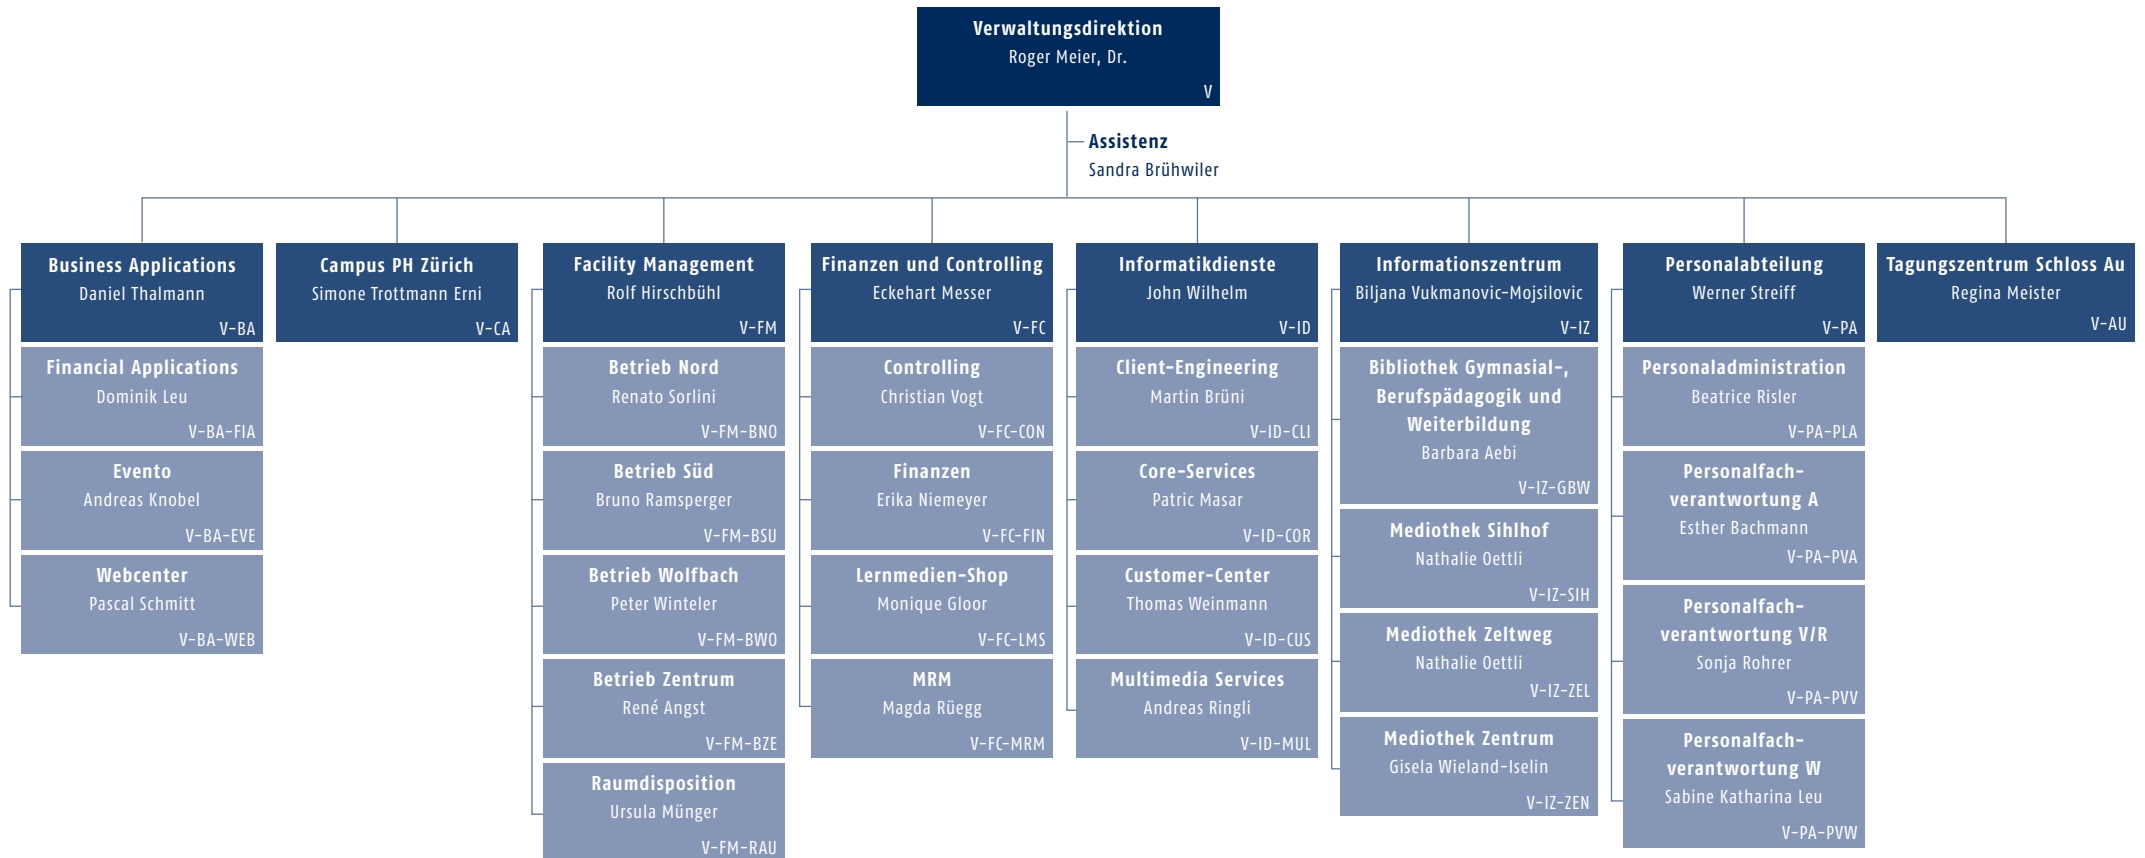 Verwaltungsdirektion
Roger Meier, Dr.
V
Assistenz
Sandra Brühwiler
Business Applications
Daniel Thalmann
V-BA
Financial Applications
Dominik Leu
V-BA-FIA
Evento
Andreas Knobel
V-BA-EVE
Webcenter
Pascal Schmitt
V-BA-WEB
Campus PH Zürich
Simone Trottmann Erni
V-CA
Facility Management
Rolf Hirschbühl
V-FM
Betrieb Nord
Renato Sorlini
V-FM-BNO
Betrieb Süd
Bruno Ramsperger
V-FM-BSU
Betrieb Wolfbach
Peter Winteler
V-FM-BWO
Betrieb Zentrum
René Angst
V-FM-BZE
Raumdisposition
Ursula Münger
V-FM-RAU
Finanzen und Controlling
Eckehart Messer
V-FC
Controlling
Christian Vogt
V-FC-CON
Finanzen
Erika Niemeyer
V-FC-FIN
Lernmedien-Shop
Monique Gloor
V-FC-LMS
MRM
Magda Rüegg
V-FC-MRM
Informatikdienste
John Wilhelm
V-ID
Client-Engineering
Martin Brüni
V-ID-CLI
Core-Services
Patric Masar
V-ID-COR
Customer-Center
Thomas Weinmann
V-ID-CUS
Multimedia Services
Andreas Ringli
V-ID-MUL
Informationszentrum
Biljana Vukmanovic-Mojsilovic
V-IZ
Bibliothek Gymnasial-,
Berufspädagogik und
Weiterbildung
Barbara Aebi
V-IZ-GBW
Mediothek Sihlhof
Nathalie Oettli
V-IZ-SIH
Mediothek Zeltweg
Nathalie Oettli
V-IZ-ZEL
Mediothek Zentrum
Gisela Wieland-Iselin
V-IZ-ZEN
Personalabteilung
Werner Streiff
V-PA
Personaladministration
Beatrice Risler
V-PA-PLA
Personalfach-
verantwortung A
Esther Bachmann
V-PA-PVA
Personalfach-
verantwortung V/R
Sonja Rohrer
V-PA-PVV
Personalfach-
verantwortung W
Sabine Katharina Leu
V-PA-PVW
Tagungszentrum Schloss Au
Regina Meister
V-AU